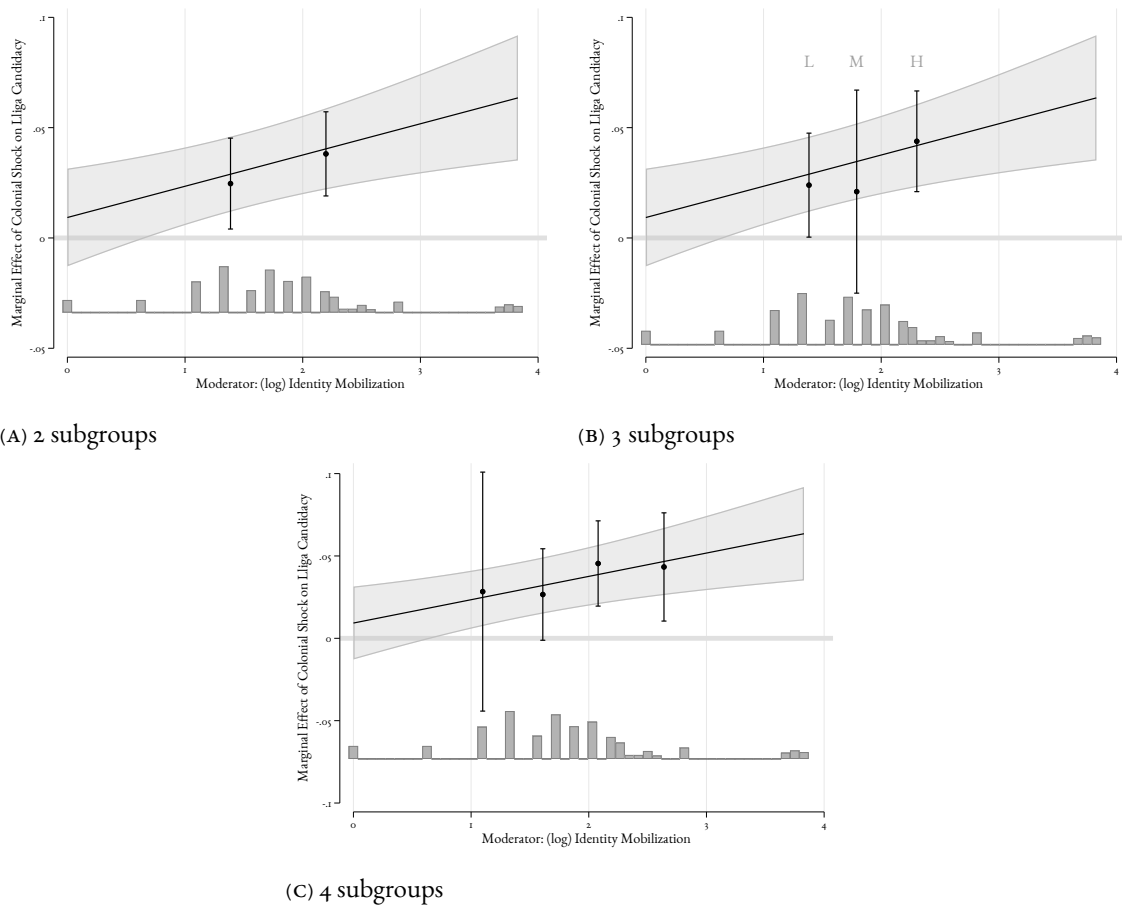 Marginal Effect of Colonial Shock on Lliga Candidacy
.1
.05
0
-.05
0 1 2 3 4
Moderator: (log) Identity Mobilization
(A) 2 subgroups
Marginal Effect of Colonial Shock on Lliga Candidacy
.1
.05
0
-.05
L M H
0 1 2 3 4
Moderator: (log) Identity Mobilization
(B) 3 subgroups
Marginal Effect of Colonial Shock on Lliga Candidacy
.1
.05
0
-.05
-.1
0 1 2 3 4
Moderator: (log) Identity Mobilization
(C) 4 subgroups